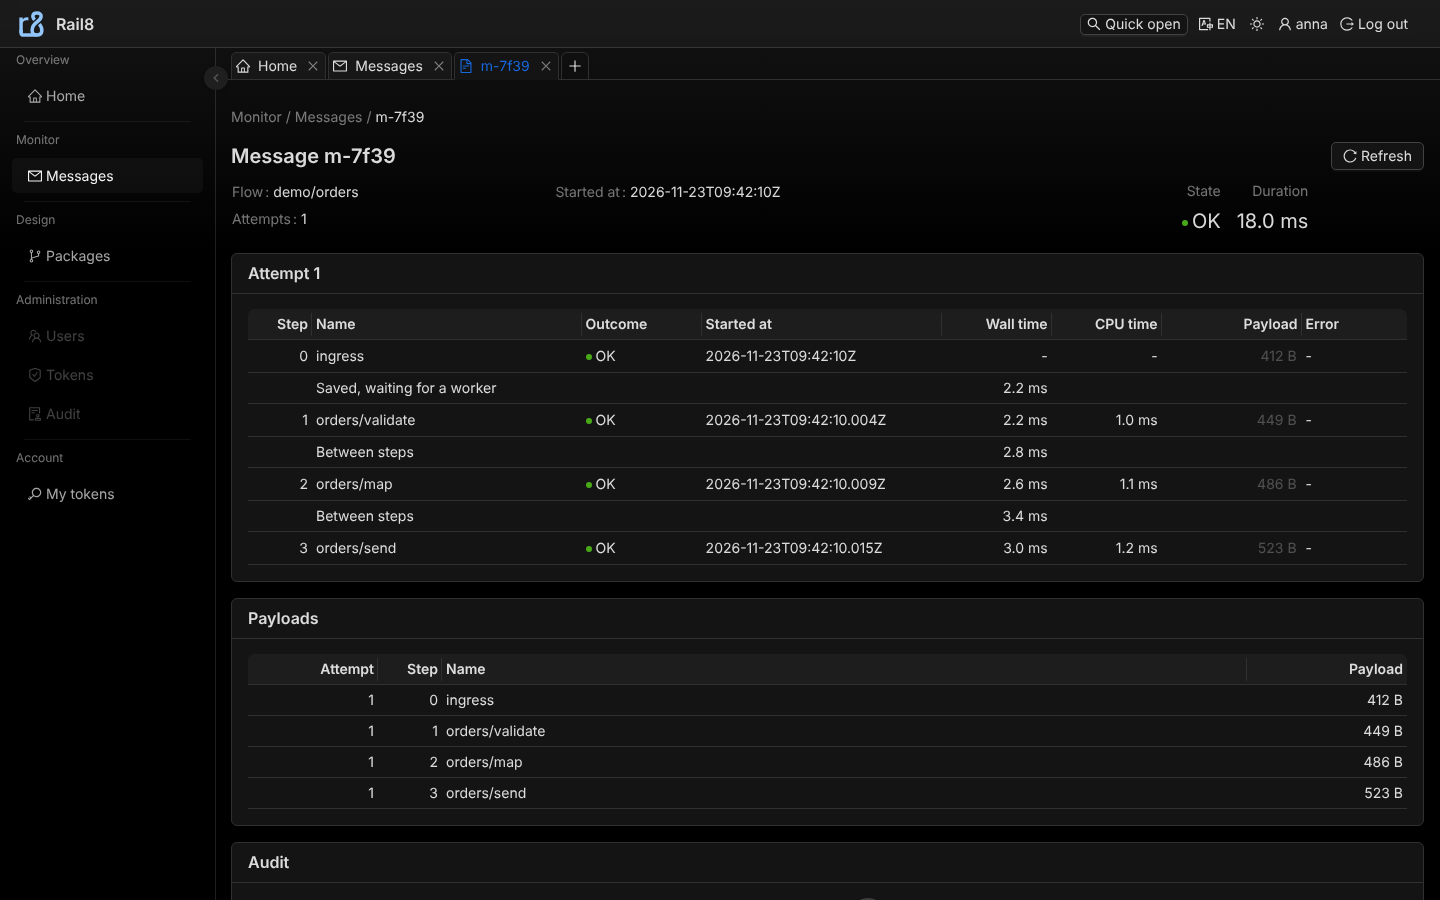 Rail8
Quick open
EN
anna
Log out
Overview
Home
Monitor
Messages
Design
Packages
Administration
Users
Tokens
Audit
Account
My tokens
Home
Messages
m-7f39
Monitor / Messages / m-7f39
Message m-7f39
Refresh
Flow : demo/orders
Started at : 2026-11-23T09:42:10Z
Attempts : 1
State Duration
OK 18.0 ms
Attempt 1
Step Name Outcome Started at Wall time CPU time Payload Error
0 ingress OK 2026-11-23T09:42:10Z - - 412 B -
Saved, waiting for a worker 2.2 ms
1 orders/validate OK 2026-11-23T09:42:10.004Z 2.2 ms 1.0 ms 449 B -
Between steps 2.8 ms
2 orders/map OK 2026-11-23T09:42:10.009Z 2.6 ms 1.1 ms 486 B -
Between steps 3.4 ms
3 orders/send OK 2026-11-23T09:42:10.015Z 3.0 ms 1.2 ms 523 B -
Payloads
Attempt Step Name Payload
1 0 ingress 412 B
1 1 orders/validate 449 B
1 2 orders/map 486 B
1 3 orders/send 523 B
Audit